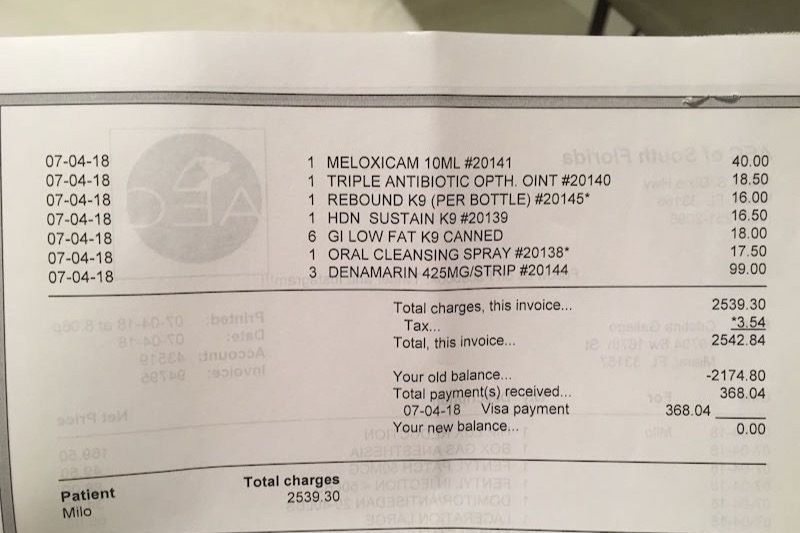 07-04-18 1 MELOXICAM 10ML #20141 40.00
07-04-18 1 TRIPLE ANTIBIOTIC OPTH. OINT #20140 18.50
07-04-18 1 REBOUND K9 (PER BOTTLE) #20145* 16.00
07-04-18 1 HDN SUSTAIN K9 #20139 16.50
07-04-18 6 GI LOW FAT K9 CANNED 18.00
07-04-18 1 ORAL CLEANSING SPRAY #20138* 17.50
07-04-18 3 DENAMARIN 425MG/STRIP #20144 99.00
Total charges, this invoice... 2539.30
Tax... *3.54
Total, this invoice... 2542.84
Your old balance... -2174.80
Total payment(s) received... 368.04
07-04-18 Visa payment 368.04
Your new balance... 0.00
Patient Total charges
Milo 2539.30